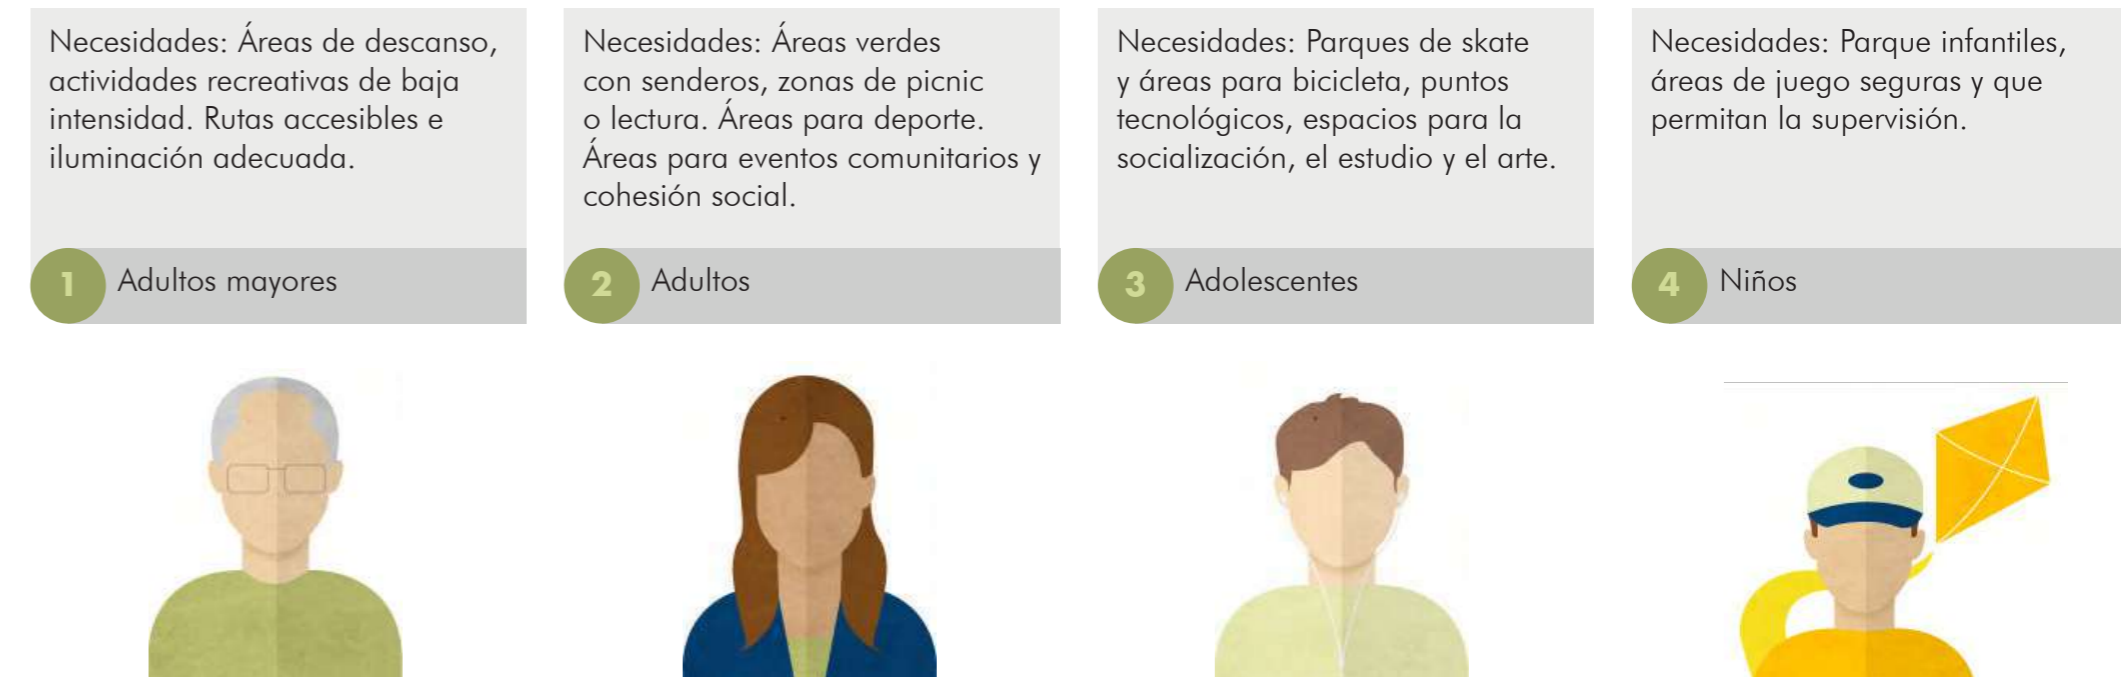 Necesidades: Áreas de descanso,
actividades recreativas de baja
intensidad. Rutas accesibles e
iluminación adecuada.
1 Adultos mayores
Necesidades: Áreas verdes
con senderos, zonas de picnic
o lectura. Áreas para deporte.
Áreas para eventos comunitarios y
cohesión social.
2 Adultos
Necesidades: Parques de skate
y áreas para bicicleta, puntos
tecnológicos, espacios para la
socialización, el estudio y el arte.
3 Adolescentes
Necesidades: Parque infantiles,
áreas de juego seguras y que
permitan la supervisión.
4 Niños